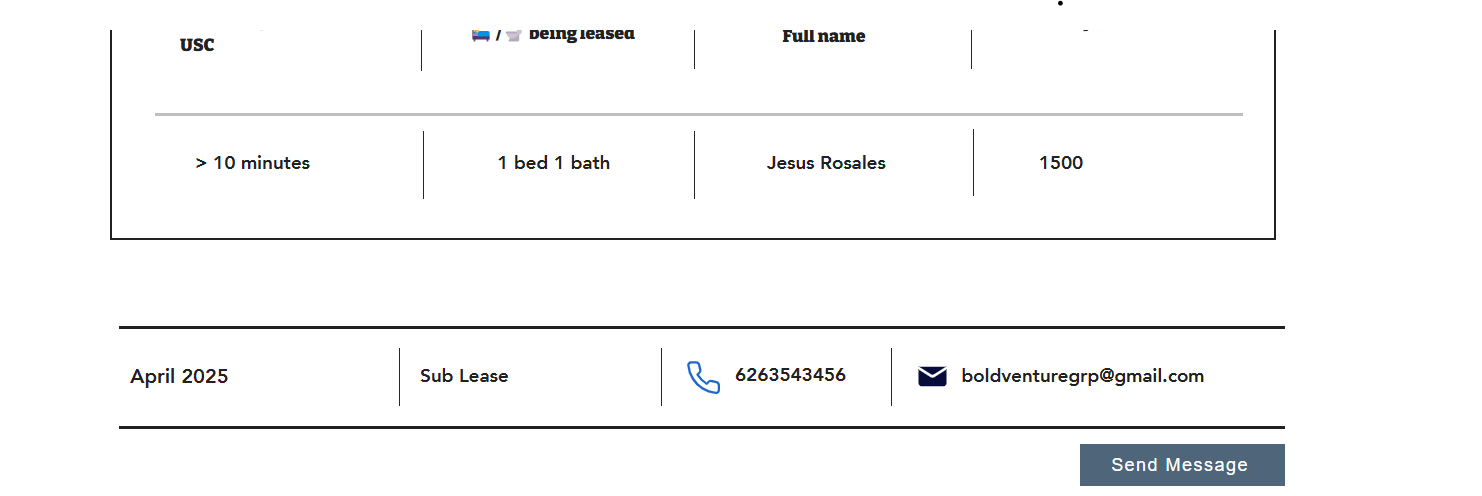 USC
🛏️ / 🛁 being leased
Full name
> 10 minutes
1 bed 1 bath
Jesus Rosales
1500
April 2025
Sub Lease
6263543456
boldventuregrp@gmail.com
Send Message